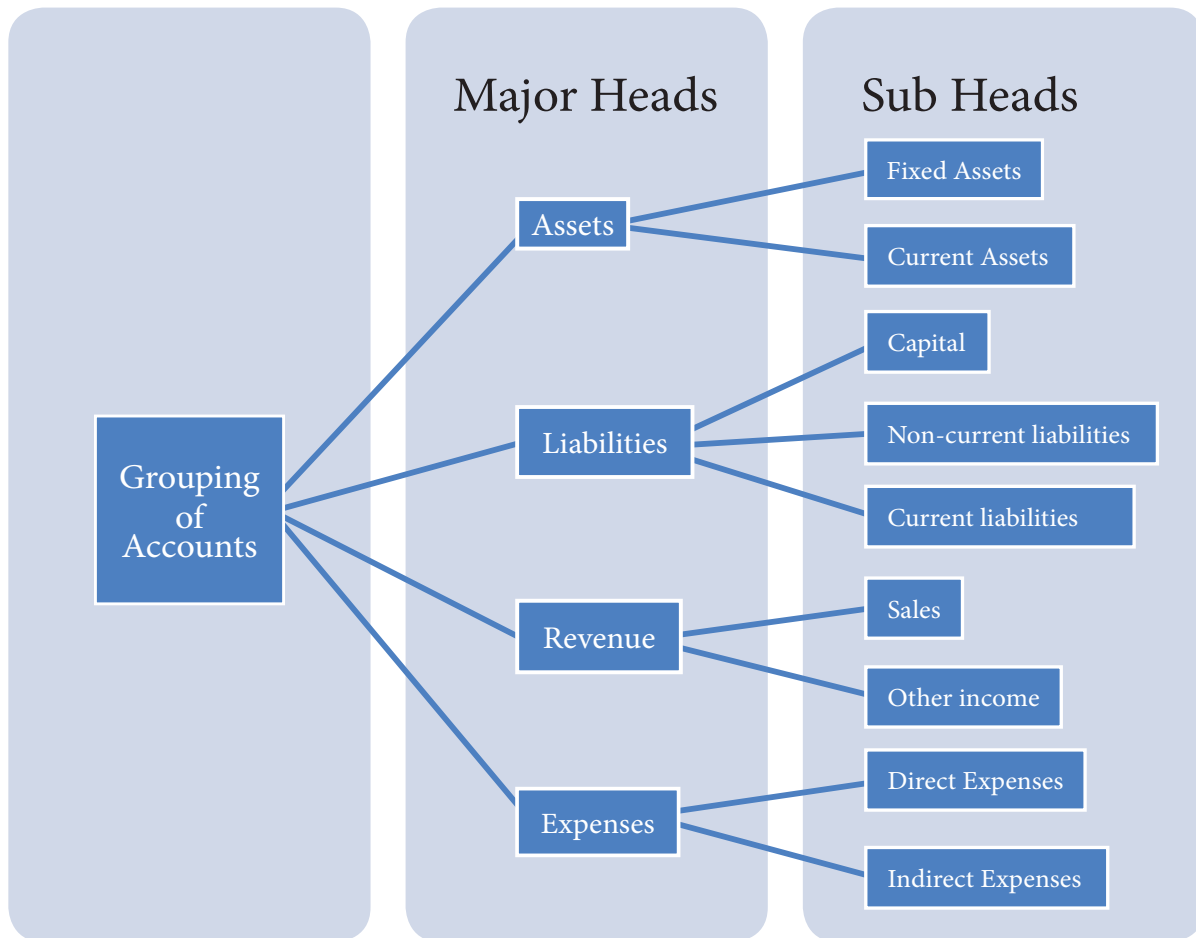 Major Heads
Sub Heads
Grouping
of
Accounts
Assets
Fixed Assets
Current Assets
Liabilities
Capital
Non-current liabilities
Current liabilities
Revenue
Sales
Other income
Expenses
Direct Expenses
Indirect Expenses